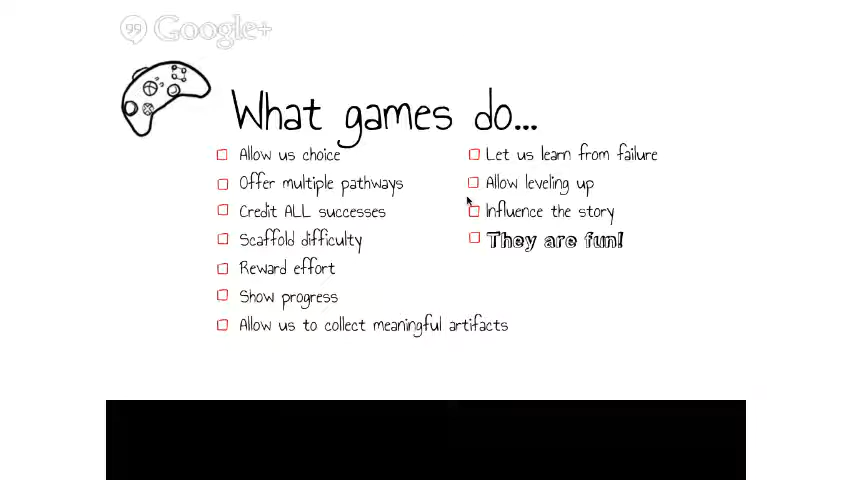 Google+
What games do...
Allow us choice
Offer multiple pathways
Credit ALL successes
Scaffold difficulty
Reward effort
Show progress
Allow us to collect meaningful artifacts
Let us learn from failure
Allow leveling up
Influence the story
They are fun!